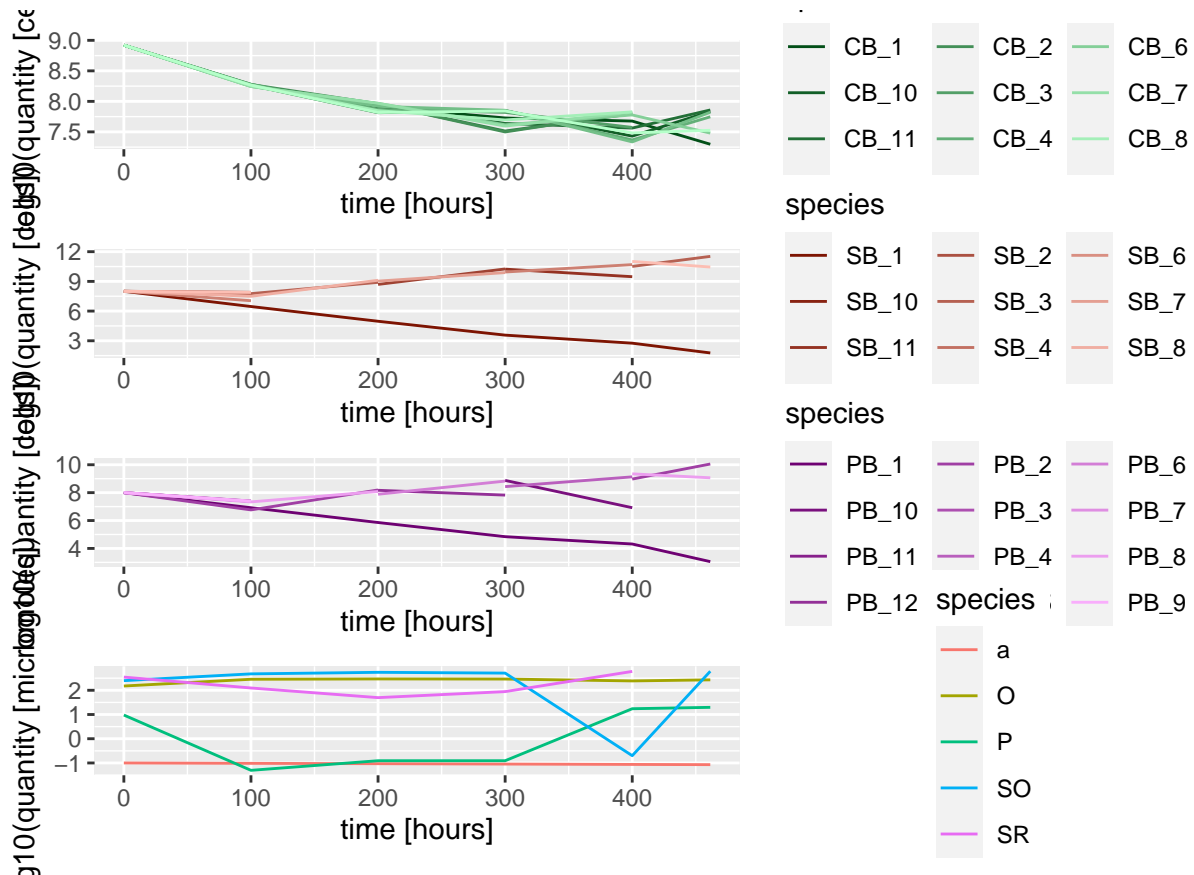 9.0
8.5
8.0
7.5
0 100 200 300 400
time [hours]
CB_1 CB_2 CB_6
CB_10 CB_3 CB_7
CB_11 CB_4 CB_8
species
12
9
6
3
0 100 200 300 400
time [hours]
SB_1 SB_2 SB_6
SB_10 SB_3 SB_7
SB_11 SB_4 SB_8
species
10
8
6
4
0 100 200 300 400
time [hours]
PB_1 PB_2 PB_6
PB_10 PB_3 PB_7
PB_11 PB_4 PB_8
PB_12 PB_9
species
2
1
0
−1
0 100 200 300 400
time [hours]
a
O
P
SO
SR